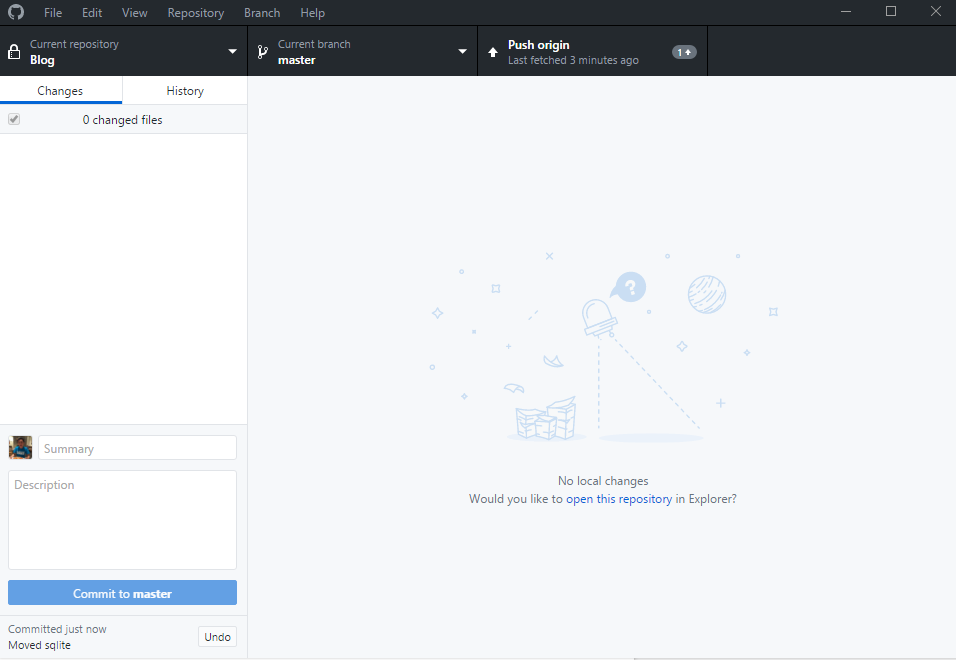 File Edit View Repository Branch Help
Current repository
Blog
Current branch
master
Push origin
Last fetched 3 minutes ago
1
Changes History
0 changed files
?
No local changes
Would you like to open this repository in Explorer?
Summary
Description
Commit to master
Committed just now
Moved sqlite
Undo